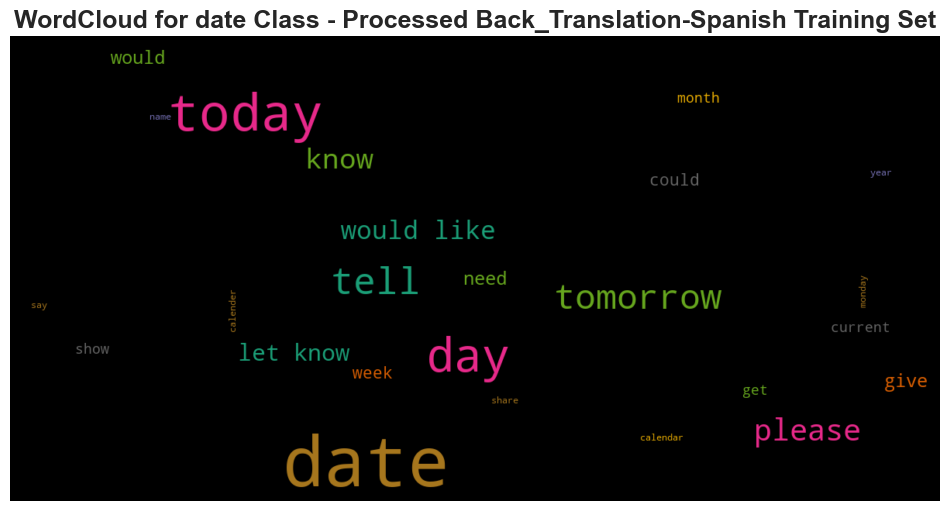 WordCloud for date Class - Processed Back_Translation-Spanish Training Set
would
month
today
name
know
could
year
would like
tell
need
tomorrow
monday
say
calender
current
show
let know
day
week
give
get
share
please
calendar
date